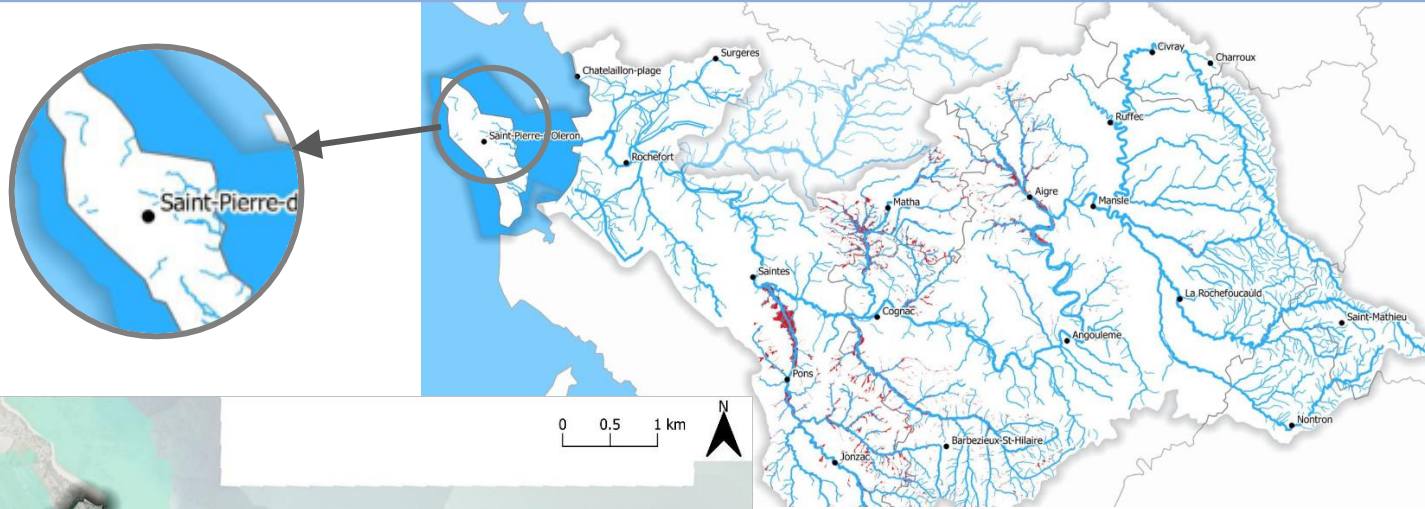 Saint-Pierre-d
Civray
Surgeres
Charroux
Chatelaillon-plage
Ruffec
Saint-Pierre-d'Oleron
Rochefort
Aigre
Mansle
Matha
Saintes
La Rochefoucauld
Cognac
Saint-Mathieu
Angouleme
Pons
N
0 0.5 1 km
Nontron
Barbezieux-St-Hilaire
Jonzac